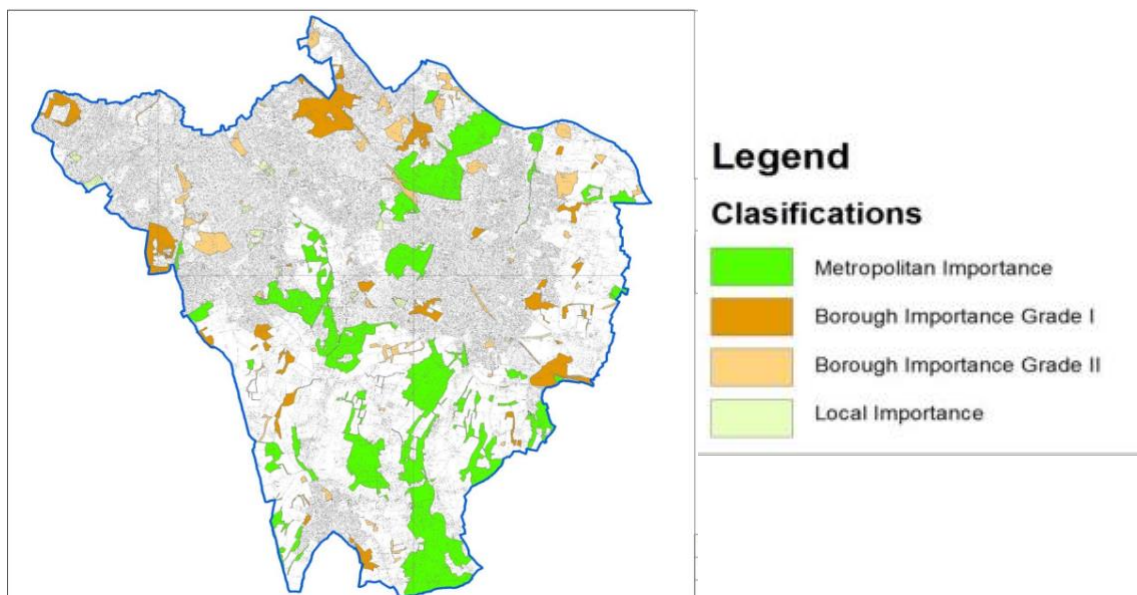 Legend
Clasifications
Metropolitan Importance
Borough Importance Grade I
Borough Importance Grade II
Local Importance